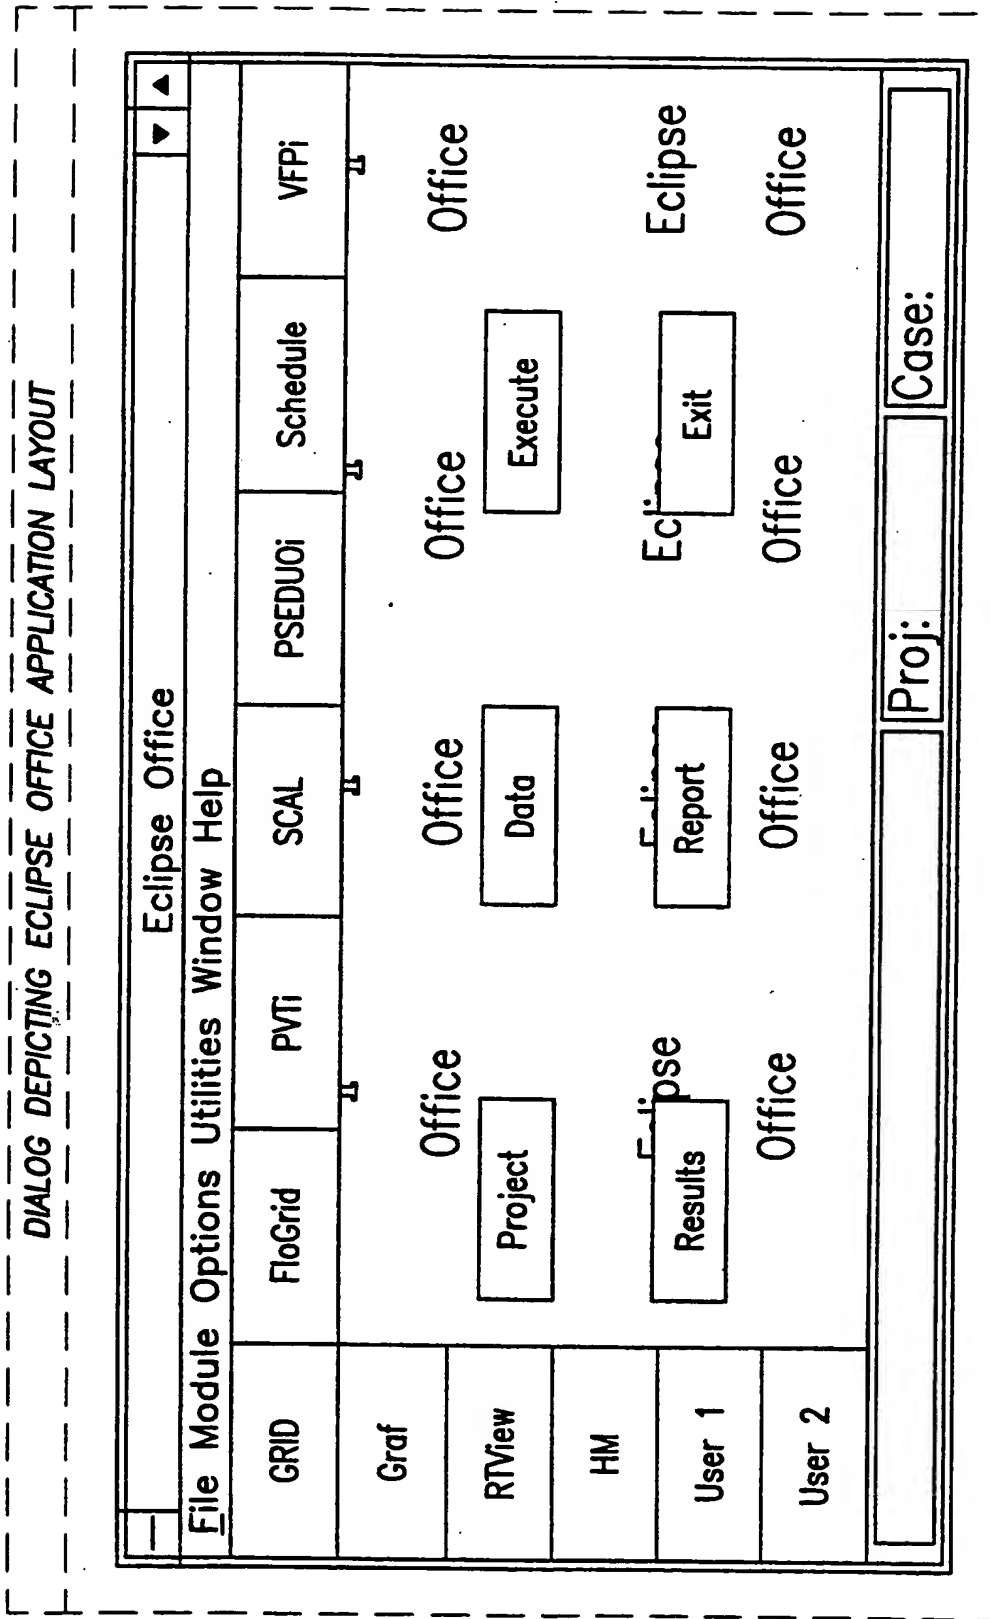 DIALOG DEPICTING ECLIPSE OFFICE APPLICATION LAYOUT
Eclipse Office
File Module Options Utilities Window Help
GRID FloGrid PVTi SCAL PSEDUOi Schedule VFPi
Graf
RTView
HM
User 1
User 2
Office Office Office Office
Project Data Execute
Eclipse
Results Report Exit
Office Office Office Office
Proj: Case: